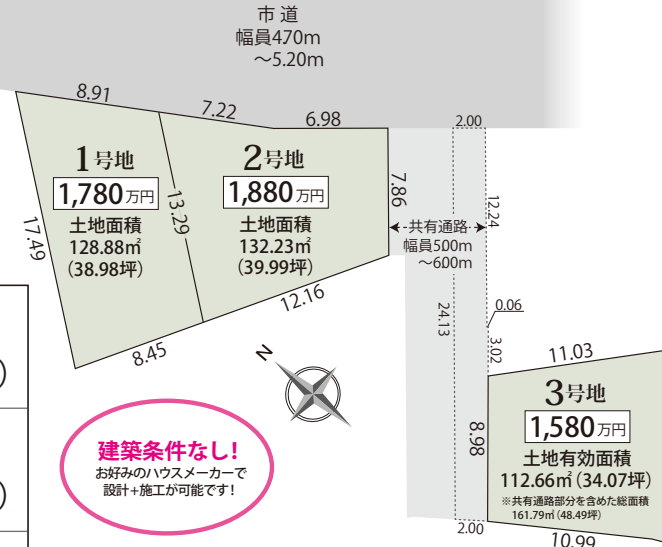 市道
幅員470m
～5.20m
8.91
7.22
6.98
2.00
1号地
1,780万円
土地面積
128.88㎡
（38.98坪）
17.49
13.29
8.45
2号地
1,880万円
土地面積
132.23㎡
（39.99坪）
7.86
12.16
共有通路
幅員500m
～600m
12.24
24.13
0.06
3.02
N
建築条件なし！
お好みのハウスメーカーで
設計+施工が可能です！
11.03
3号地
1,580万円
土地有効面積
112.66㎡（34.07坪）
※共有通路部分を含めた総面積
161.79㎡（48.49坪）
8.98
2.00
10.99